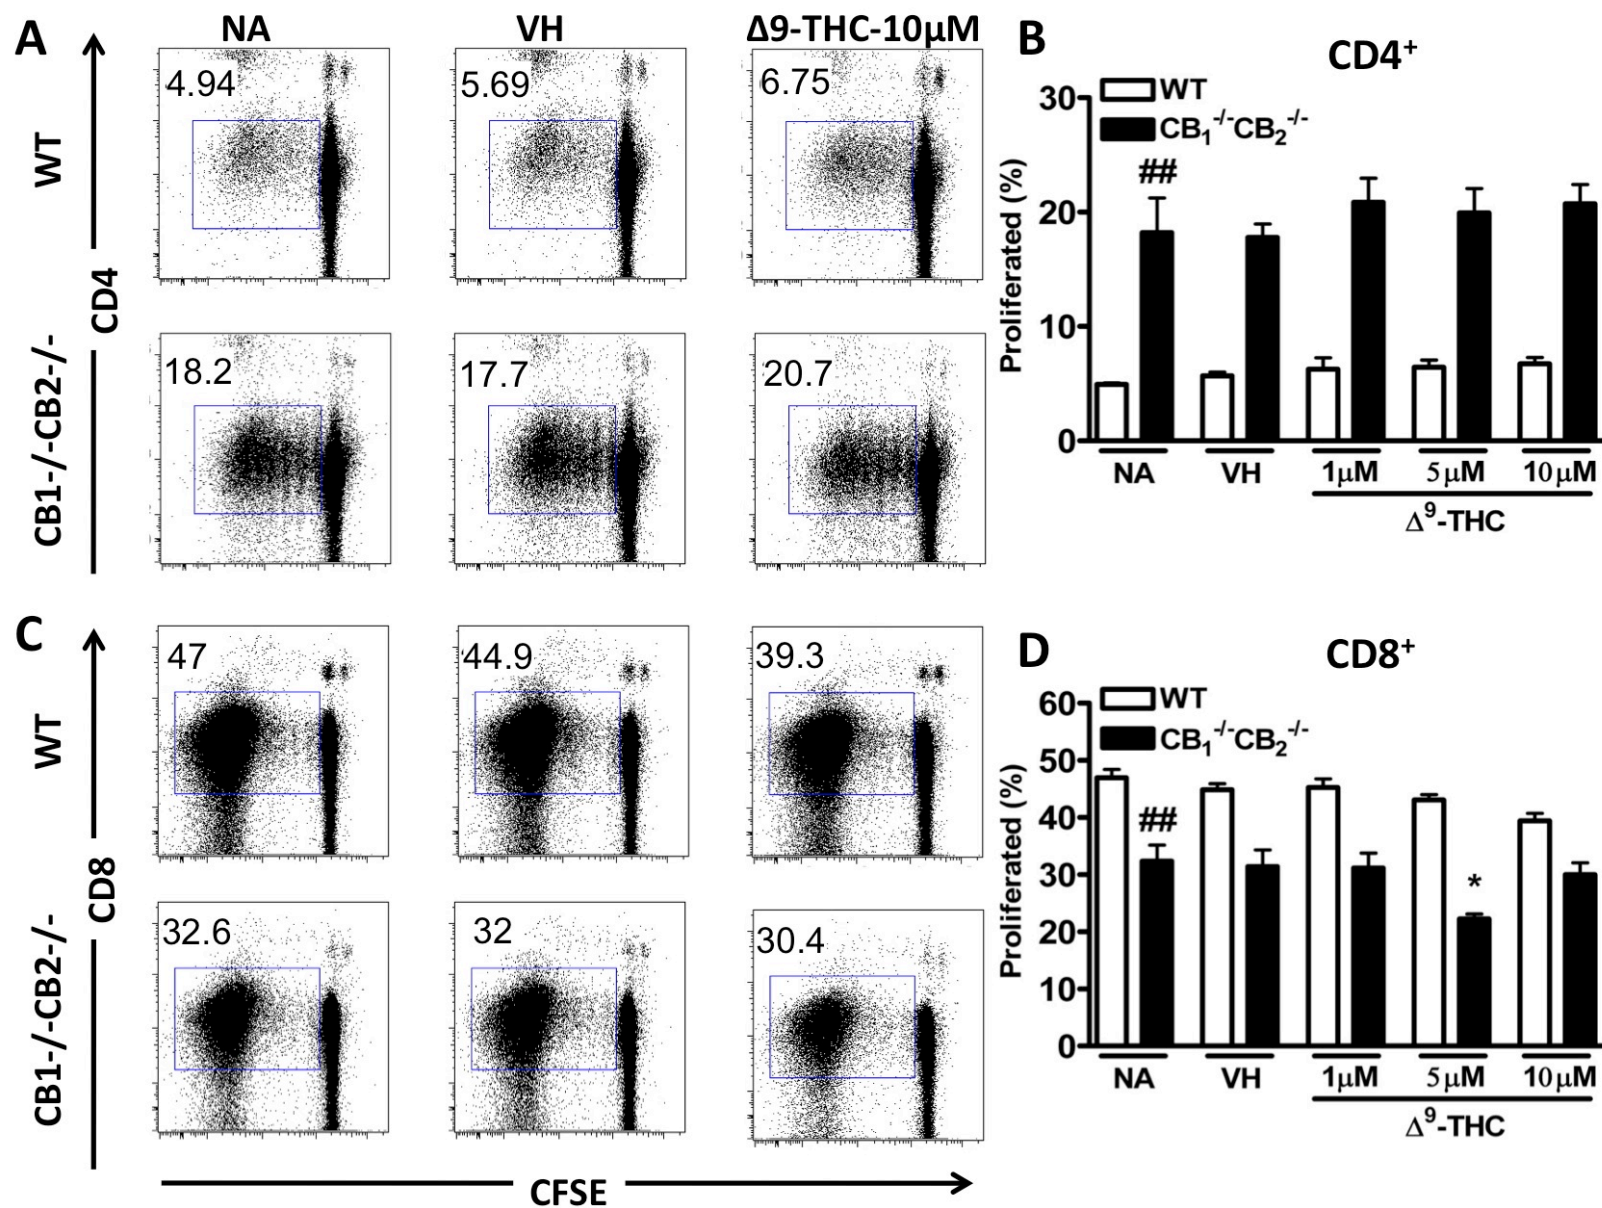 A
NA
VH
Δ9-THC-10µM
WT
CD4
CB1-/-CB2-/-
4.94
5.69
6.75
18.2
17.7
20.7
B
CD4⁺
WT
CB₁⁻/⁻CB₂⁻/⁻
Proliferated (%)
30
20
10
0
##
NA
VH
1µM
5µM
10µM
Δ⁹-THC
C
WT
CD8
CB1-/-CB2-/-
47
44.9
39.3
32.6
32
30.4
CFSE
D
CD8⁺
WT
CB₁⁻/⁻CB₂⁻/⁻
Proliferated (%)
60
50
40
30
20
10
0
##
*
NA
VH
1µM
5µM
10µM
Δ⁹-THC